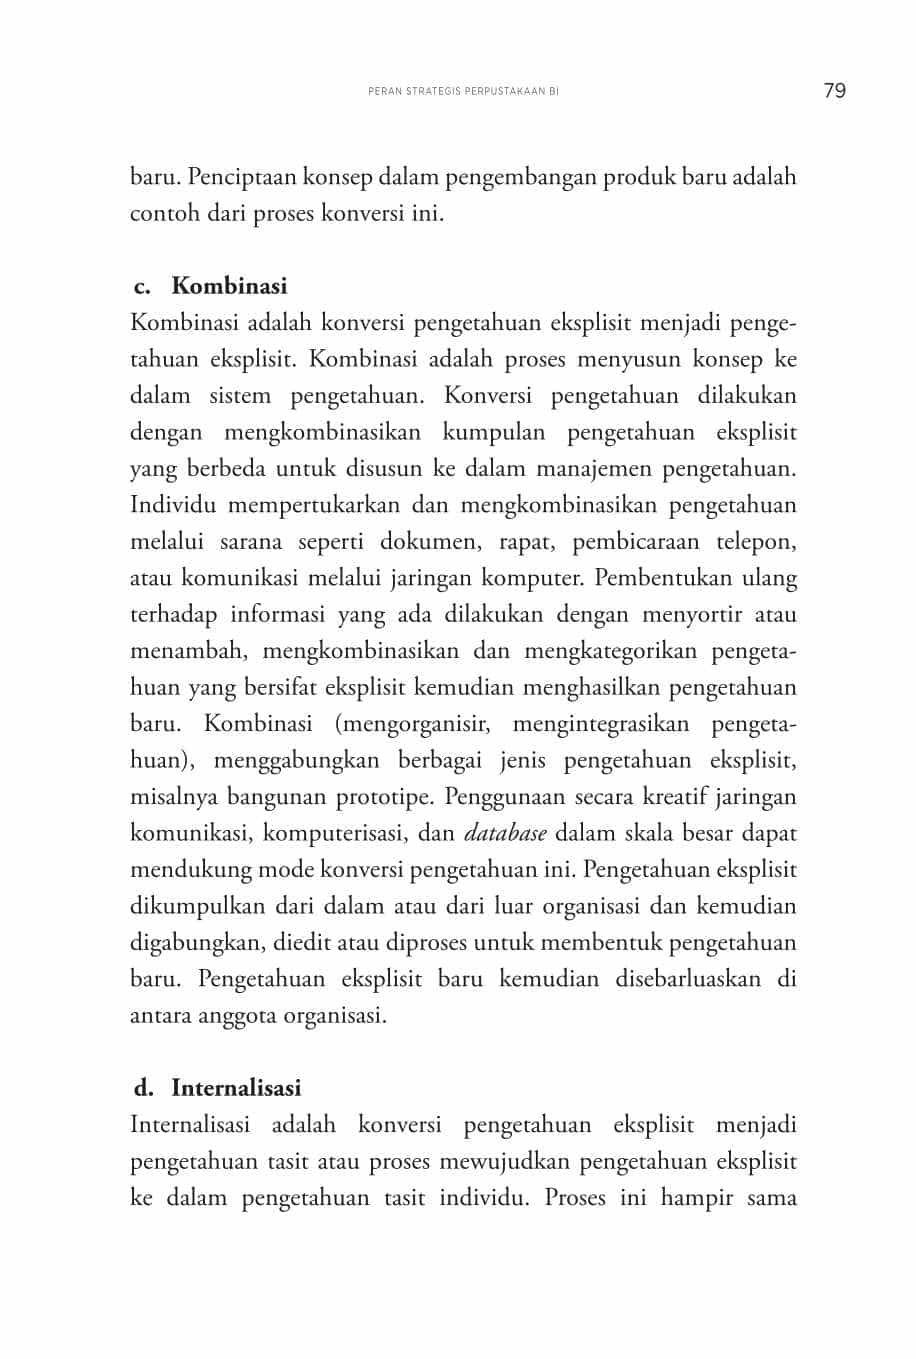 PERAN STRATEGIS PERPUSTAKAAN BI 79
baru. Penciptaan konsep dalam pengembangan produk baru adalah
contoh dari proses konversi ini.
c. Kombinasi
Kombinasi adalah konversi pengetahuan eksplisit menjadi penge-
tahuan eksplisit. Kombinasi adalah proses menyusun konsep ke
dalam sistem pengetahuan. Konversi pengetahuan dilakukan
dengan mengkombinasikan kumpulan pengetahuan eksplisit
yang berbeda untuk disusun ke dalam manajemen pengetahuan.
Individu mempertukarkan dan mengkombinasikan pengetahuan
melalui sarana seperti dokumen, rapat, pembicaraan telepon,
atau komunikasi melalui jaringan komputer. Pembentukan ulang
terhadap informasi yang ada dilakukan dengan menyortir atau
menambah, mengkombinasikan dan mengkategorikan pengeta-
huan yang bersifat eksplisit kemudian menghasilkan pengetahuan
baru. Kombinasi (mengorganisir, mengintegrasikan pengeta-
huan), menggabungkan berbagai jenis pengetahuan eksplisit,
misalnya bangunan prototipe. Penggunaan secara kreatif jaringan
komunikasi, komputerisasi, dan database dalam skala besar dapat
mendukung mode konversi pengetahuan ini. Pengetahuan eksplisit
dikumpulkan dari dalam atau dari luar organisasi dan kemudian
digabungkan, diedit atau diproses untuk membentuk pengetahuan
baru. Pengetahuan eksplisit baru kemudian disebarluaskan di
antara anggota organisasi.
d. Internalisasi
Internalisasi adalah konversi pengetahuan eksplisit menjadi
pengetahuan tasit atau proses mewujudkan pengetahuan eksplisit
ke dalam pengetahuan tasit individu. Proses ini hampir sama